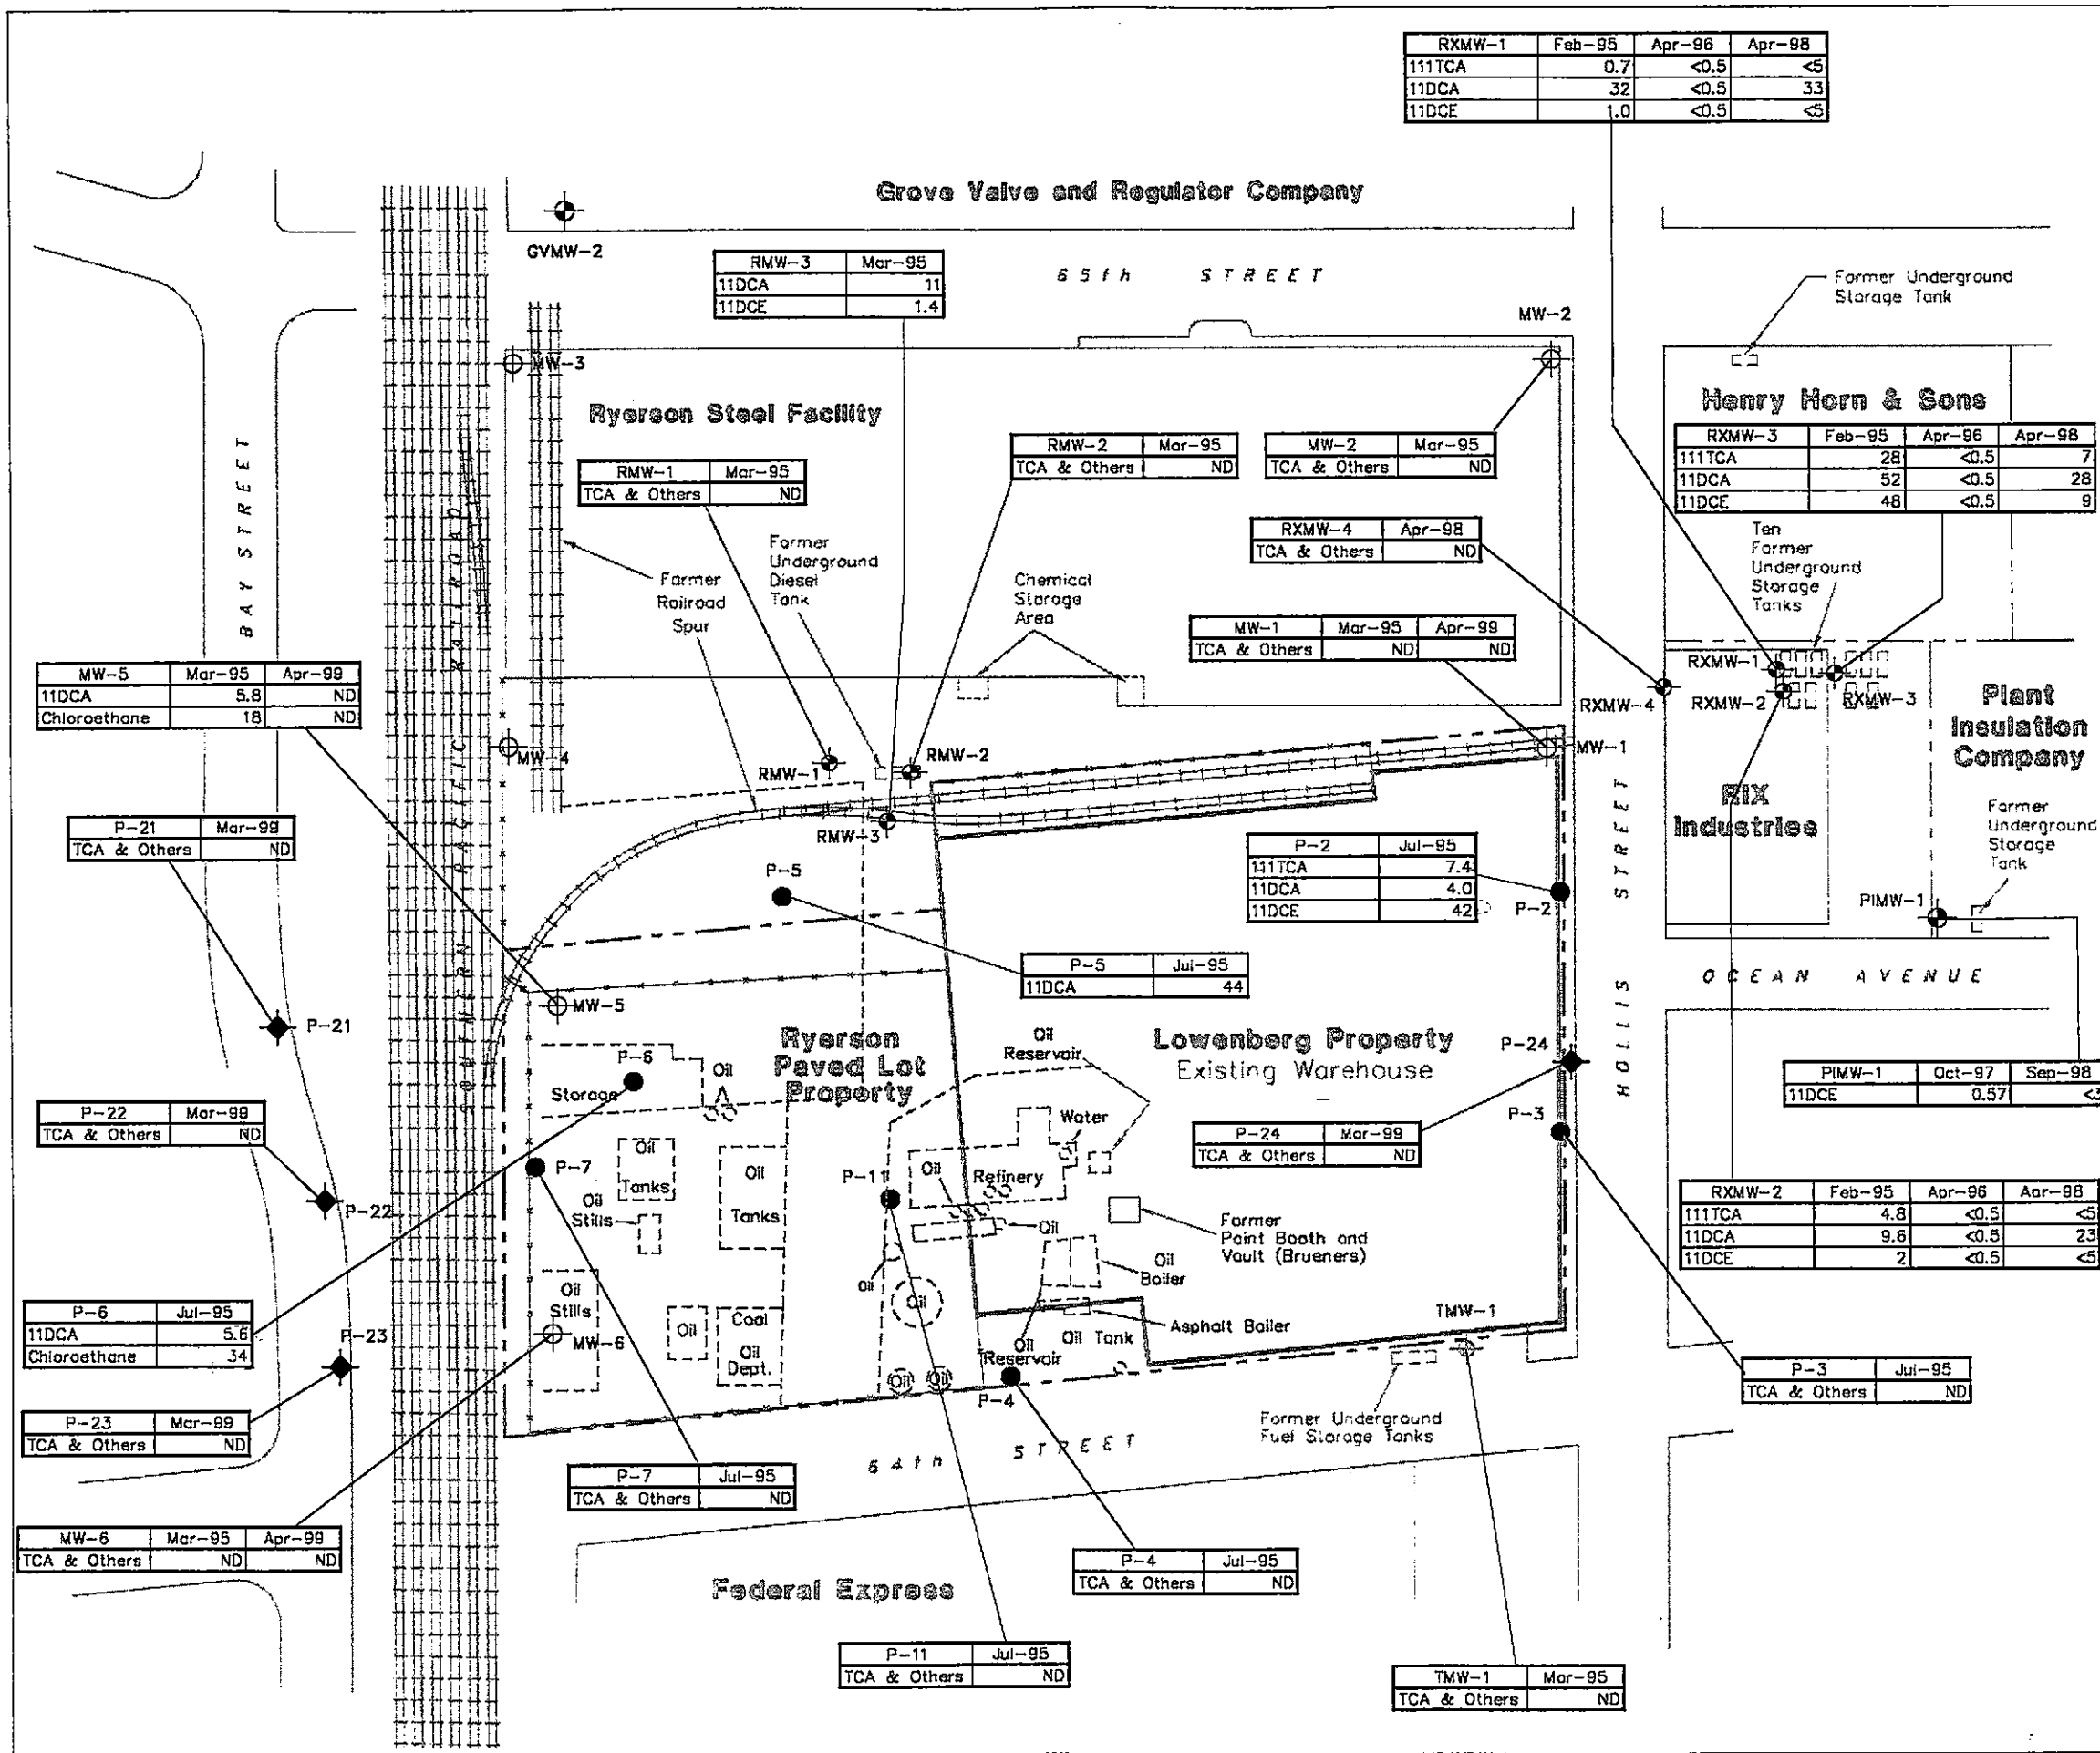 RXMW-1 Feb-95 Apr-96 Apr-98
111TCA 0.7 <0.5 <5
11DCA 32 <0.5 33
11DCE 1.0 <0.5 <5
Grove Valve and Regulator Company
GVMW-2
65th STREET
RMW-3 Mar-95
11DCA 11
11DCE 1.4
Former Underground
Storage Tank
MW-2
MW-3
Ryerson Steel Facility
Henry Horn & Sons
RMW-1 Mar-95
TCA & Others ND
RMW-2 Mar-95
TCA & Others ND
MW-2 Mar-95
TCA & Others ND
RXMW-3 Feb-95 Apr-96 Apr-98
111TCA 28 <0.5 7
11DCA 52 <0.5 28
11DCE 48 <0.5 9
BAY STREET
SOUTHERN PACIFIC RAILROAD
Former
Railroad
Spur
Former
Underground
Diesel
Tank
Chemical
Storage
Area
RXMW-4 Apr-98
TCA & Others ND
Ten
Former
Underground
Storage
Tanks
MW-1 Mar-95 Apr-99
TCA & Others ND ND
MW-5 Mar-95 Apr-99
11DCA 5.8 ND
Chloroethane 18 ND
RXMW-1
RXMW-2
RXMW-3
RXMW-4
Plant
Insulation
Company
MW-4
RMW-1
RMW-2
RMW-3
MW-1
HOLLIS STREET
RIX
Industries
Former
Underground
Storage
Tank
P-21 Mar-99
TCA & Others ND
P-5
P-2 Jul-95
111TCA 7.4
11DCA 4.0
11DCE 42
P-2
PIMW-1
P-5 Jul-95
11DCA 44
OCEAN AVENUE
P-21
MW-5
Ryerson
Paved Lot
Property
Oil
Reservoir
Lowenberg Property
Existing Warehouse
P-24
PIMW-1 Oct-97 Sep-98
11DCE 0.57 <3
P-6
Storage
Oil
P-22 Mar-99
TCA & Others ND
Water
P-24 Mar-99
TCA & Others ND
P-3
P-7
Oil
Tanks
Oil
Tanks
P-11
Oil
Refinery
P-22
Oil
Stills
Oil
Former
Paint Booth and
Vault (Brueners)
RXMW-2 Feb-95 Apr-96 Apr-98
111TCA 4.8 <0.5 <5
11DCA 9.6 <0.5 23
11DCE 2 <0.5 <5
Oil
Oil
Boiler
P-6 Jul-95
11DCA 5.6
Chloroethane 34
Oil
Stills
Oil
Coal
Oil
Dept.
Oil
TMW-1
Asphalt Boiler
P-23
MW-6
Oil
Reservoir
Oil Tank
P-3 Jul-95
TCA & Others ND
Oil
Oil
P-4
P-23 Mar-99
TCA & Others ND
Former Underground
Fuel Storage Tanks
64th STREET
P-7 Jul-95
TCA & Others ND
MW-6 Mar-95 Apr-99
TCA & Others ND ND
P-4 Jul-95
TCA & Others ND
Federal Express
P-11 Jul-95
TCA & Others ND
TMW-1 Mar-95
TCA & Others ND